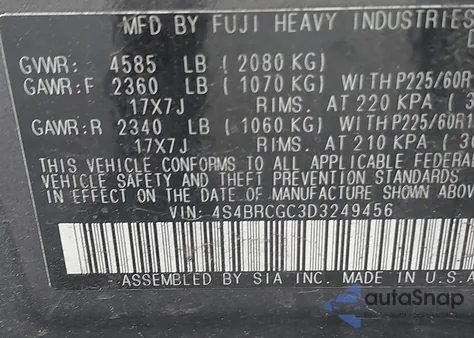 MFD BY FUJI HEAVY INDUSTRIES
GVWR: 4585 LB ( 2080 KG)
GAWR:F 2360 LB ( 1070 KG) WITH P225/60R
17X7J RIMS. AT 220 KPA ( 3
GAWR:R 2340 LB ( 1060 KG) WITH P225/60R1
17X7J RIMS. AT 210 KPA ( 30
THIS VEHICLE CONFORMS TO ALL APPLICABLE FEDERAL
VEHICLE SAFETY AND THEFT PREVENTION STANDARDS
IN EFFECT ON THE DATE OF MANUFACTURE SHOWN ABOV
VIN: 4S4BRCGC3D3249456
ASSEMBLED BY SIA INC. MADE IN U.S.A
autoSnap